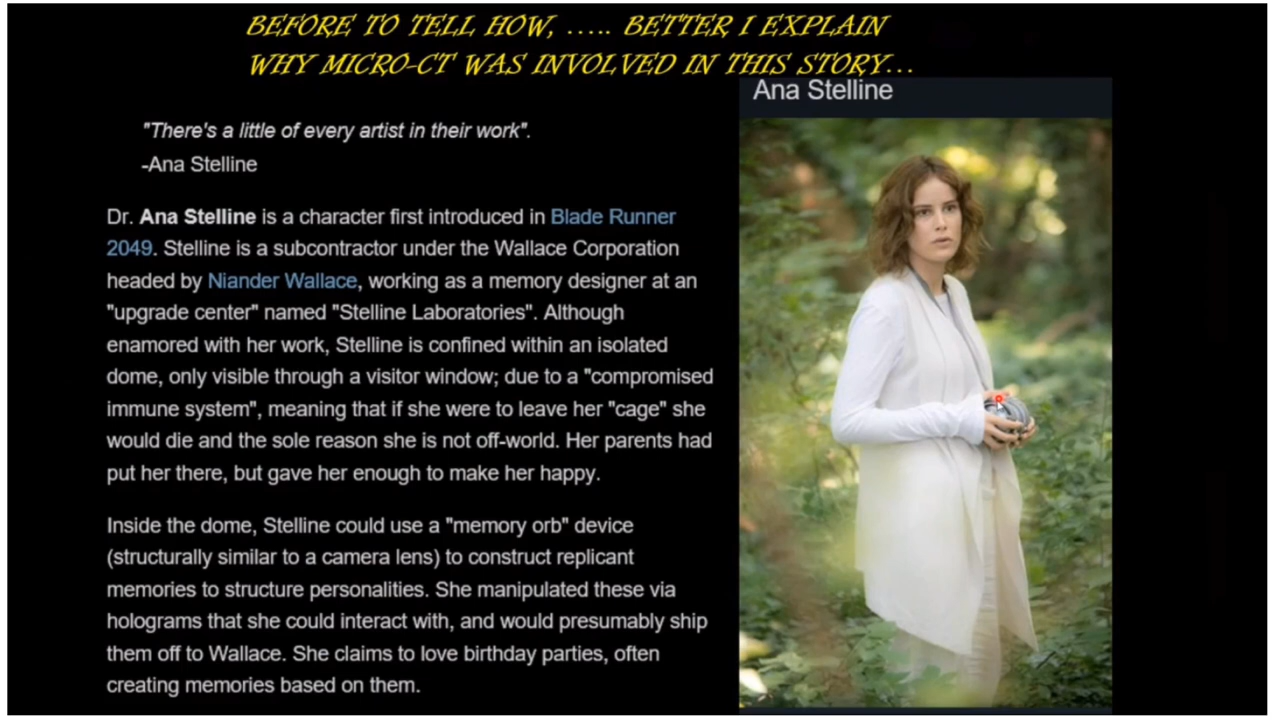 BEFORE TO TELL HOW, ..... BETTER I EXPLAIN
WHY MICRO-CT WAS INVOLVED IN THIS STORY...
Ana Stelline
"There's a little of every artist in their work".
-Ana Stelline
Dr. Ana Stelline is a character first introduced in Blade Runner
2049. Stelline is a subcontractor under the Wallace Corporation
headed by Niander Wallace, working as a memory designer at an
"upgrade center" named "Stelline Laboratories". Although
enamored with her work, Stelline is confined within an isolated
dome, only visible through a visitor window; due to a "compromised
immune system", meaning that if she were to leave her "cage" she
would die and the sole reason she is not off-world. Her parents had
put her there, but gave her enough to make her happy.
Inside the dome, Stelline could use a "memory orb" device
(structurally similar to a camera lens) to construct replicant
memories to structure personalities. She manipulated these via
holograms that she could interact with, and would presumably ship
them off to Wallace. She claims to love birthday parties, often
creating memories based on them.